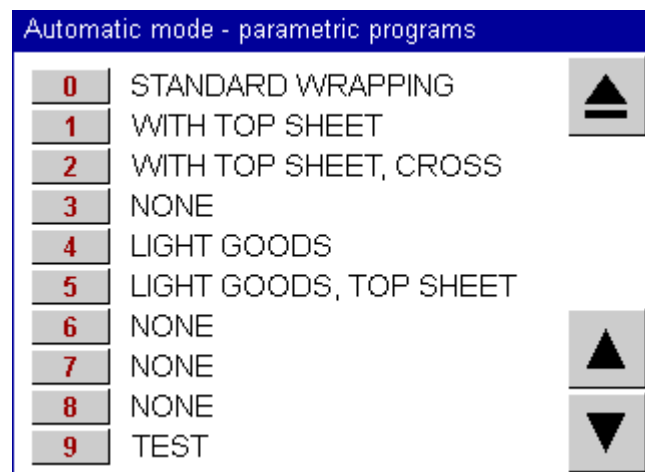 Automatic mode - parametric programs
0 STANDARD WRAPPING
1 WITH TOP SHEET
2 WITH TOP SHEET, CROSS
3 NONE
4 LIGHT GOODS
5 LIGHT GOODS, TOP SHEET
6 NONE
7 NONE
8 NONE
9 TEST